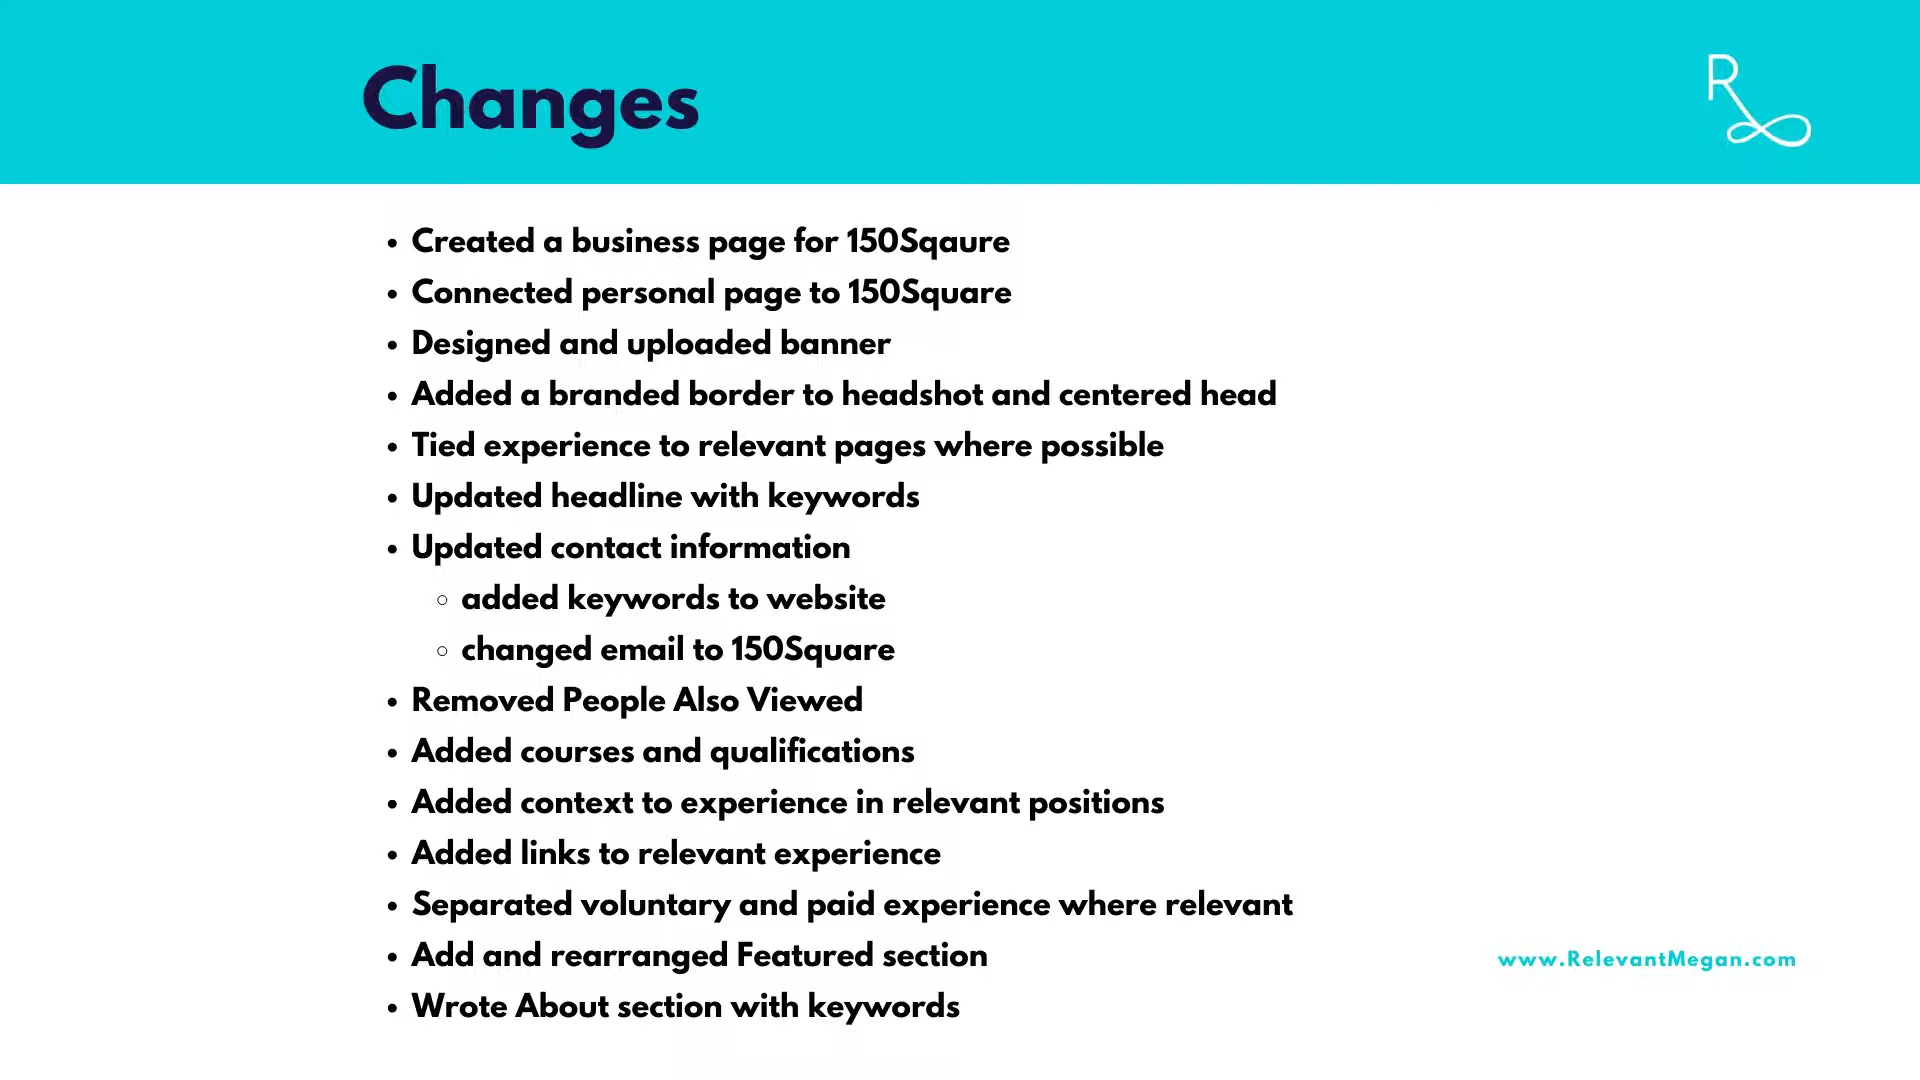 Changes
R
• Created a business page for 150Sqaure
• Connected personal page to 150Square
• Designed and uploaded banner
• Added a branded border to headshot and centered head
• Tied experience to relevant pages where possible
• Updated headline with keywords
• Updated contact information
◦ added keywords to website
◦ changed email to 150Square
• Removed People Also Viewed
• Added courses and qualifications
• Added context to experience in relevant positions
• Added links to relevant experience
• Separated voluntary and paid experience where relevant
• Add and rearranged Featured section
www.RelevantMegan.com
• Wrote About section with keywords